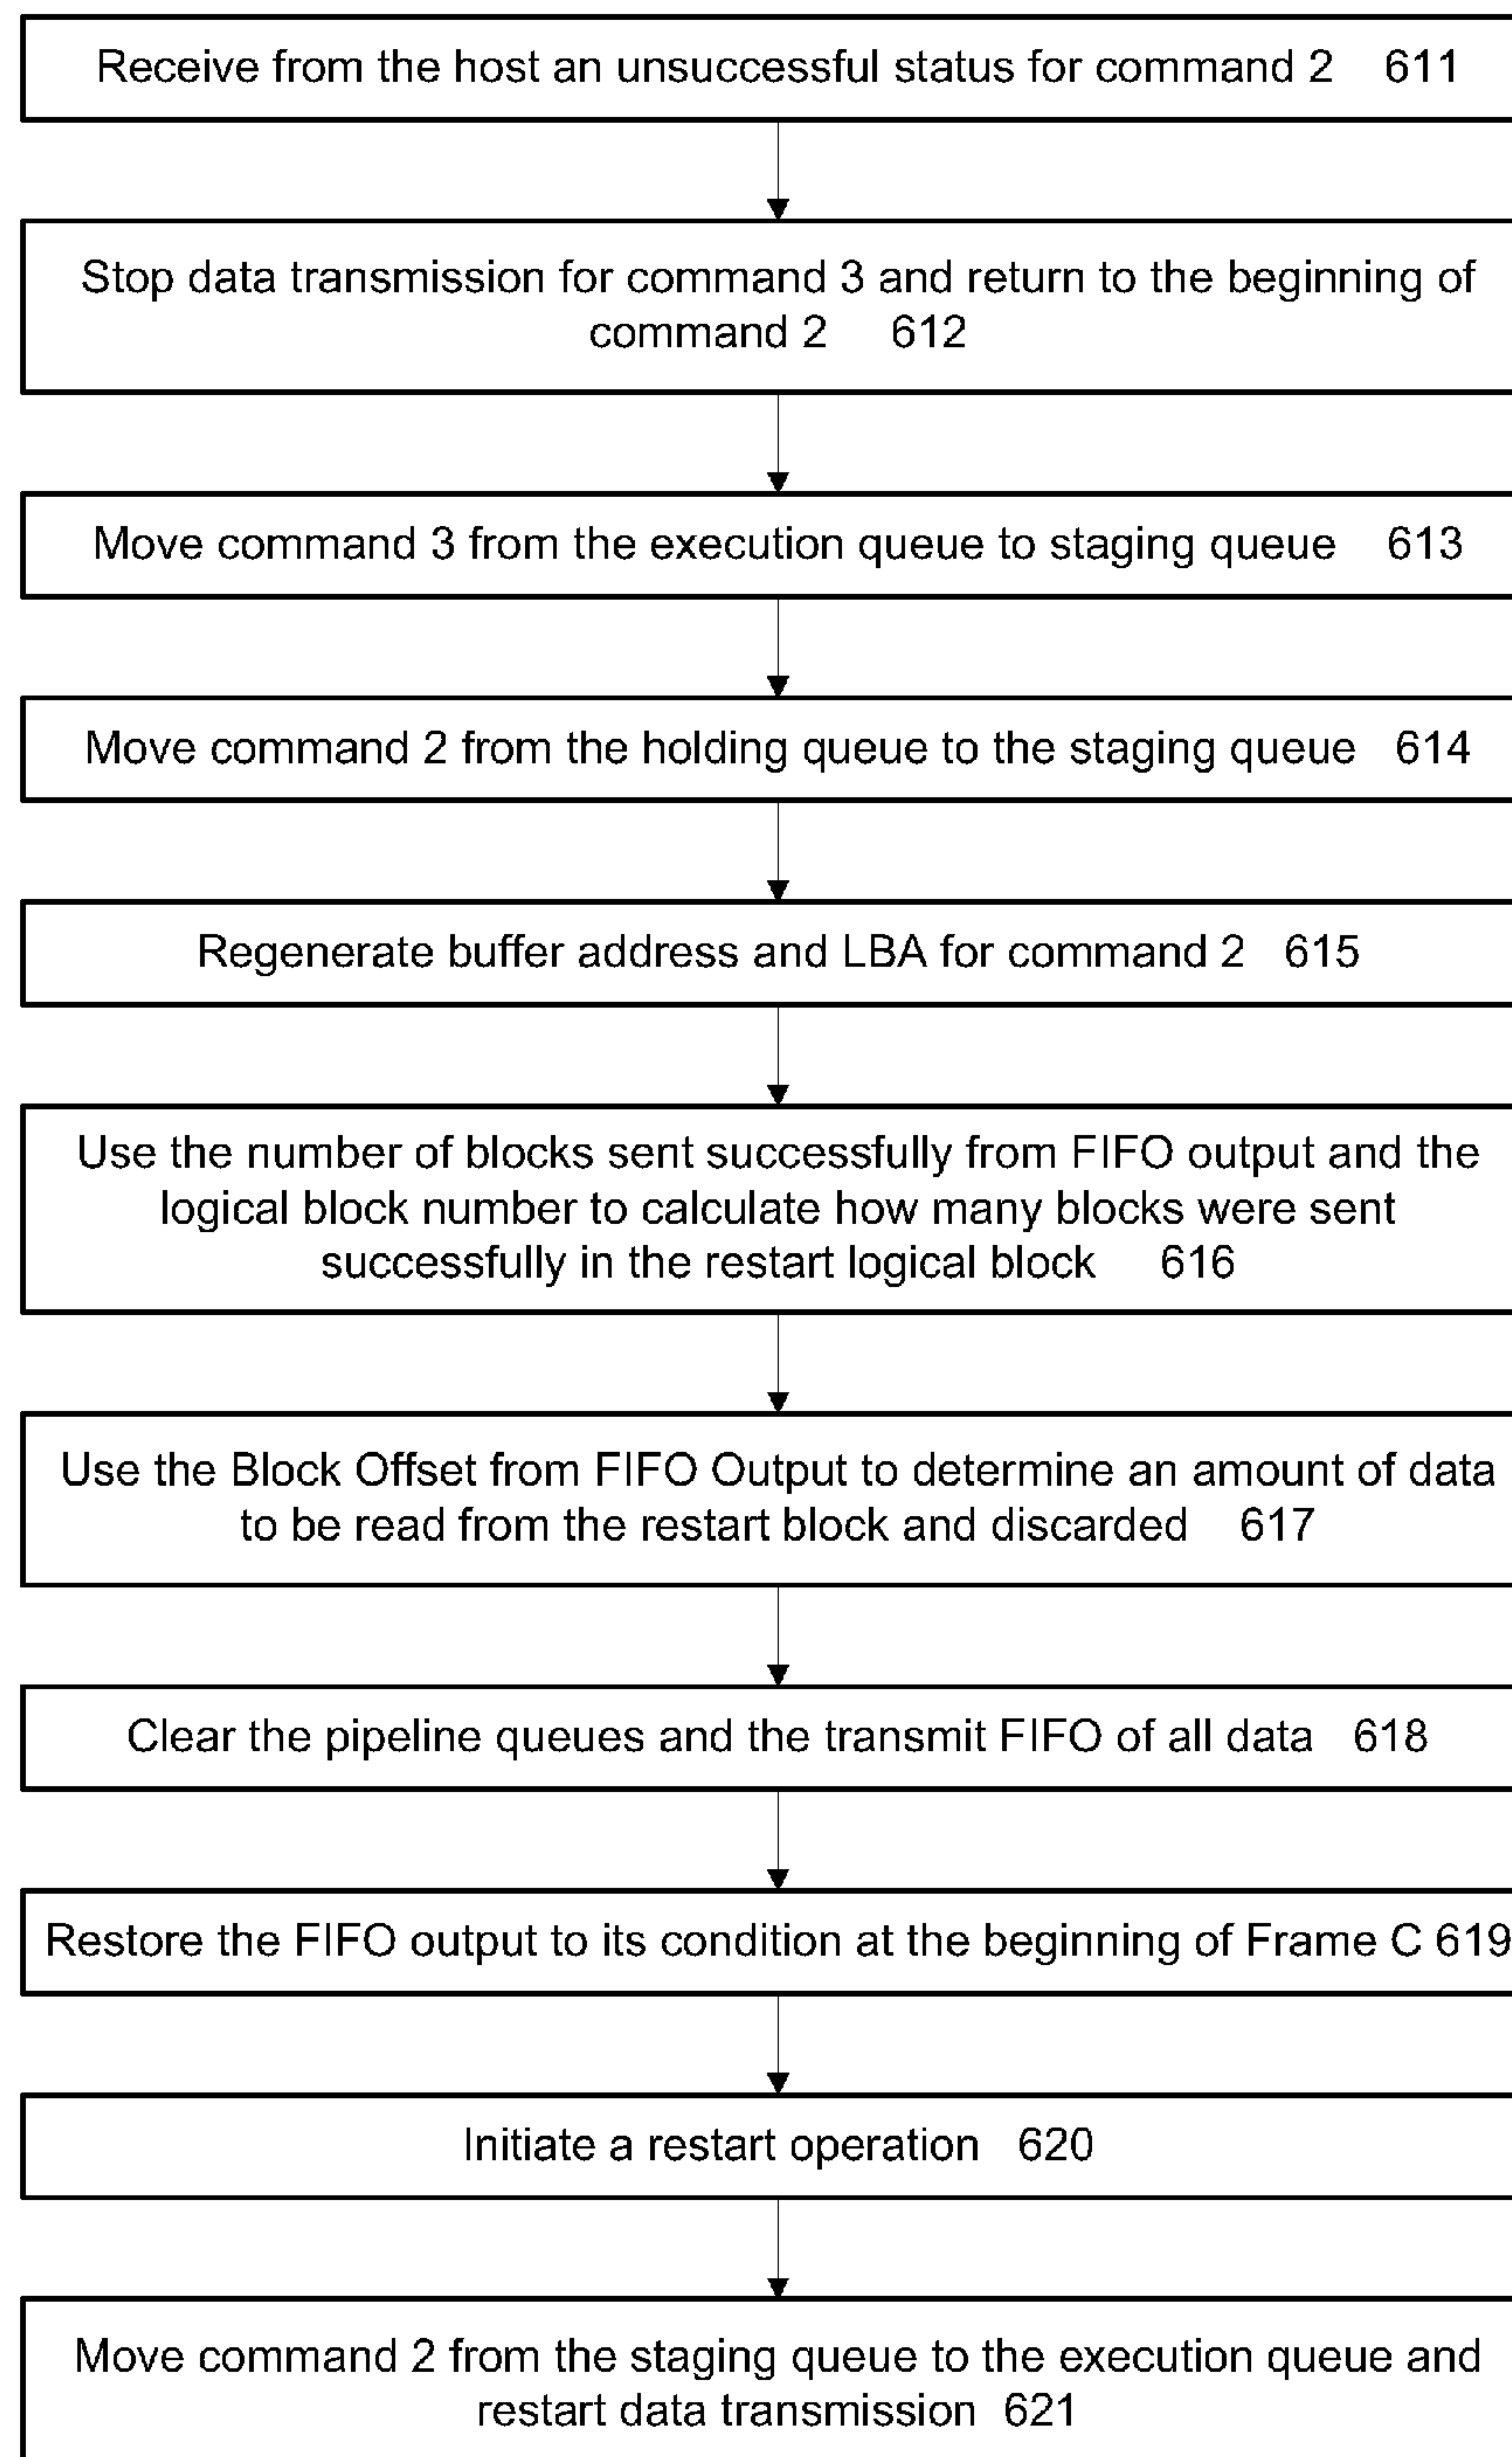 Receive from the host an unsuccessful status for command 2 611
Stop data transmission for command 3 and return to the beginning of
command 2 612
Move command 3 from the execution queue to staging queue 613
Move command 2 from the holding queue to the staging queue 614
Regenerate buffer address and LBA for command 2 615
Use the number of blocks sent successfully from FIFO output and the
logical block number to calculate how many blocks were sent
successfully in the restart logical block 616
Use the Block Offset from FIFO Output to determine an amount of data
to be read from the restart block and discarded 617
Clear the pipeline queues and the transmit FIFO of all data 618
Restore the FIFO output to its condition at the beginning of Frame C 619
Initiate a restart operation 620
Move command 2 from the staging queue to the execution queue and
restart data transmission 621